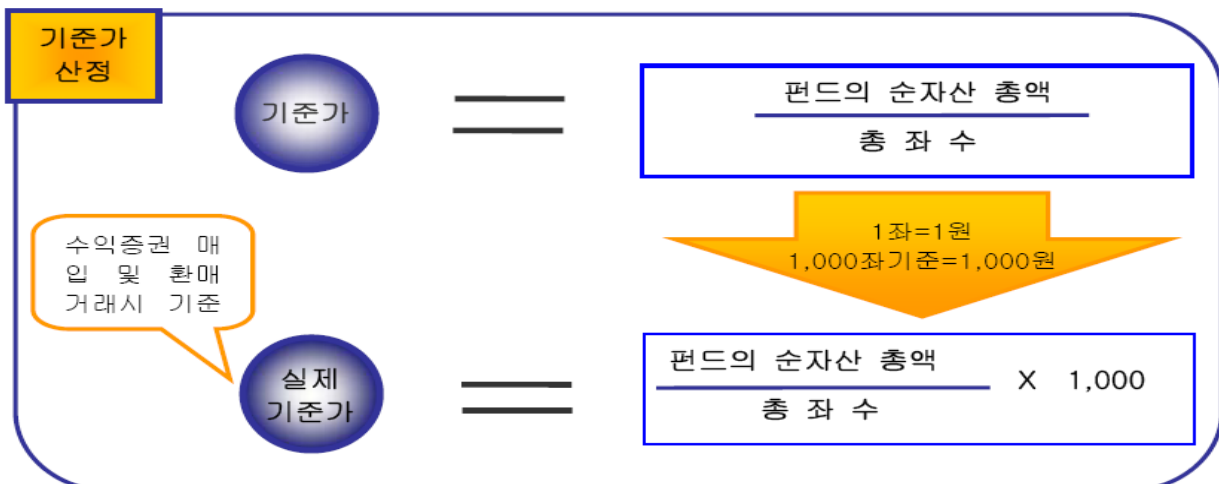 기준가
산정
기준가
펀드의 순자산 총액
총 좌 수
1좌=1원
1,000좌기준=1,000원
수익증권 매
입 및 환매
거래시 기준
실제
기준가
펀드의 순자산 총액
X 1,000
총 좌 수